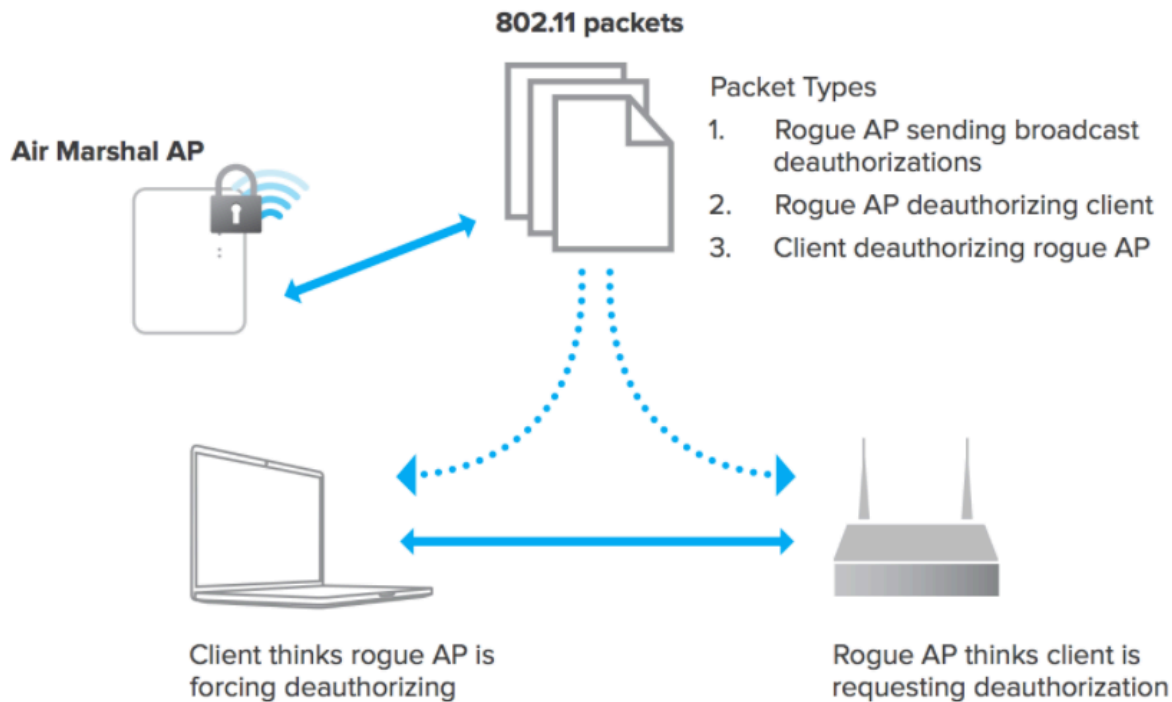 802.11 packets
Packet Types
1. Rogue AP sending broadcast
deauthorizations
2. Rogue AP deauthorizing client
3. Client deauthorizing rogue AP
Air Marshal AP
Client thinks rogue AP is
forcing deauthorizing
Rogue AP thinks client is
requesting deauthorization